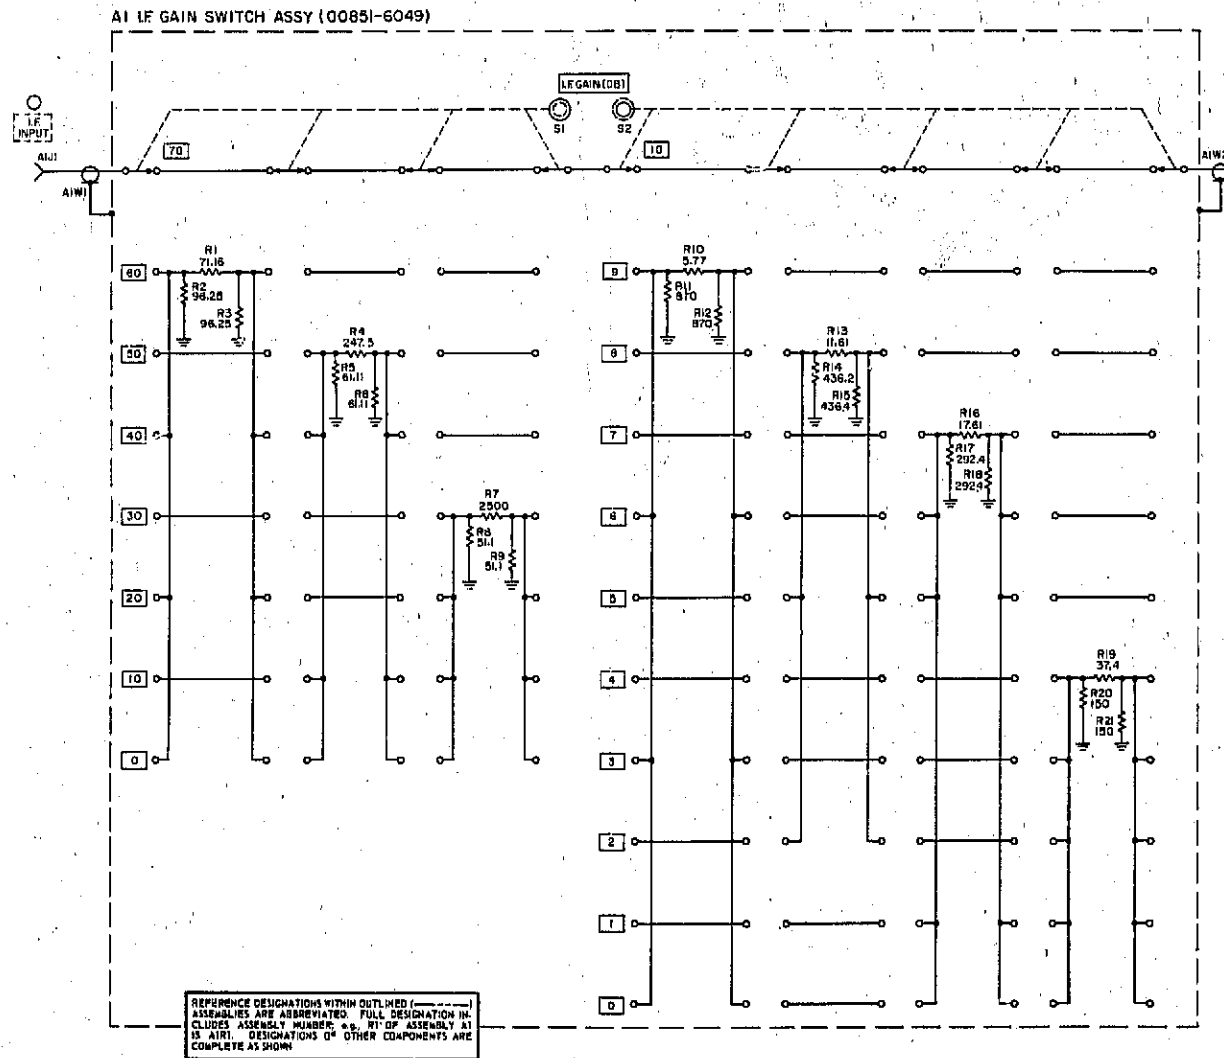 A1 I.F. GAIN SWITCH ASSY (00851-6049)
I.F. GAIN (DB)
I.F.
INPUT
S1
S2
70
10
A1J1
A1W1
60
R1
71.16
R2
96.25
R3
96.25
9
R10
5.77
R11
870
R12
870
50
R4
247.5
R5
61.11
R6
61.11
8
R13
11.61
R14
436.2
R15
436.4
40
7
R16
17.61
R17
292.4
R18
292.4
30
R7
2500
R8
51.1
R9
51.1
6
20
5
10
4
R19
37.4
R20
150
R21
150
0
3
2
1
0
REFERENCE DESIGNATIONS WITHIN OUTLINED (-------)
ASSEMBLIES ARE ABBREVIATED. FULL DESIGNATION IN-
CLUDES ASSEMBLY NUMBER; e.g., R1 OF ASSEMBLY A1
IS A1R1. DESIGNATIONS OF OTHER COMPONENTS ARE
COMPLETE AS SHOWN